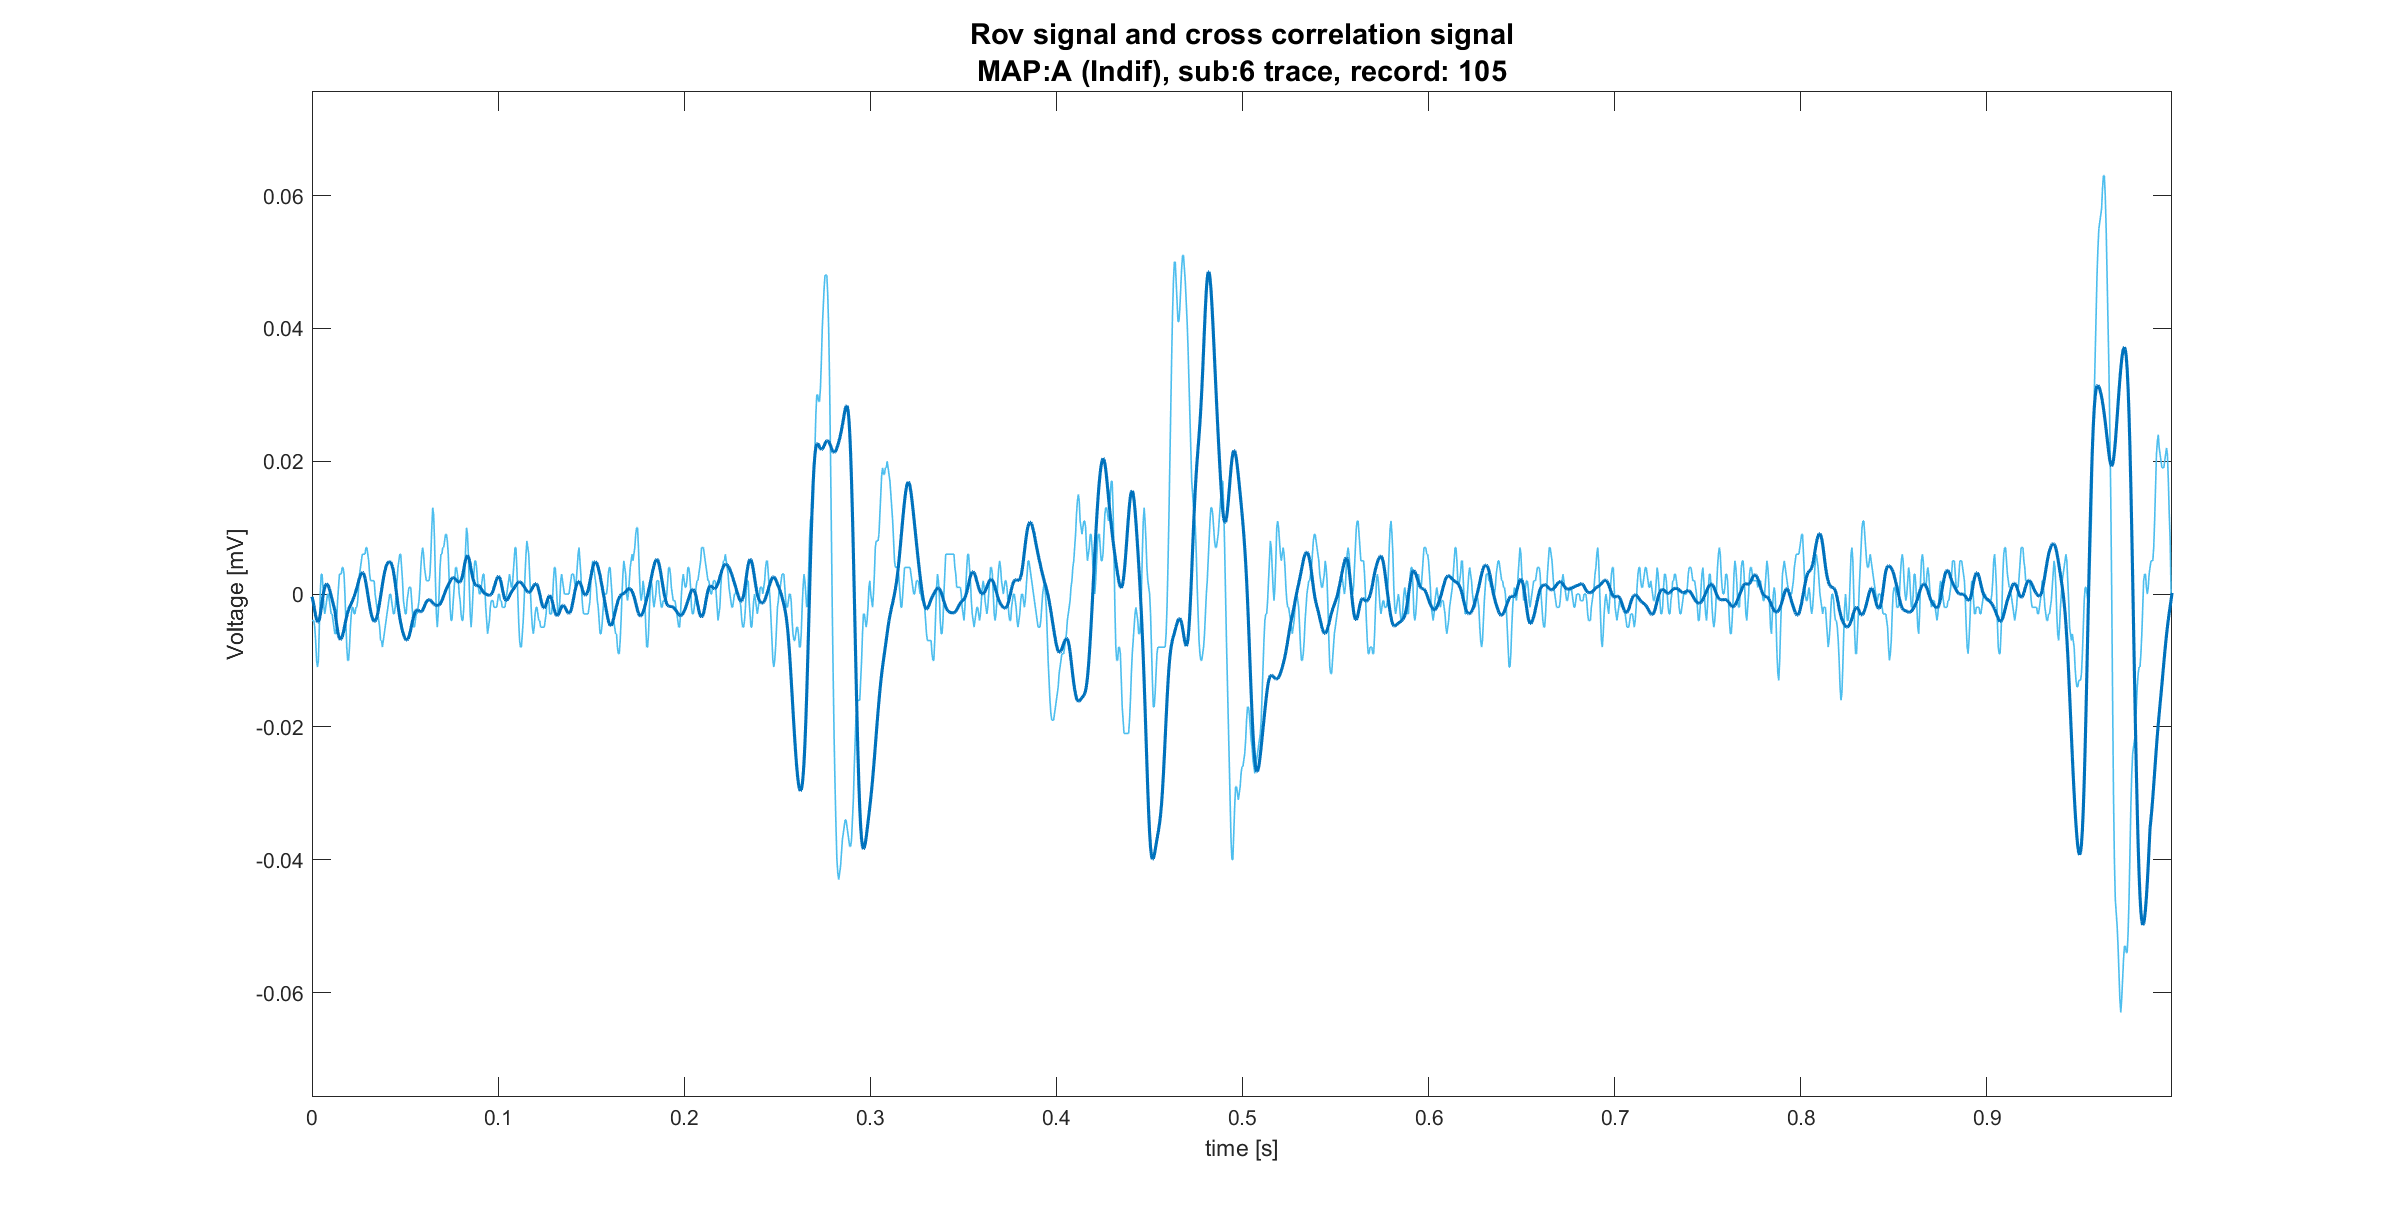 Rov signal and cross correlation signal
MAP:A (Indif), sub:6 trace, record: 105
0.06
0.04
0.02
0
-0.02
-0.04
-0.06
Voltage [mV]
0 0.1 0.2 0.3 0.4 0.5 0.6 0.7 0.8 0.9
time [s]